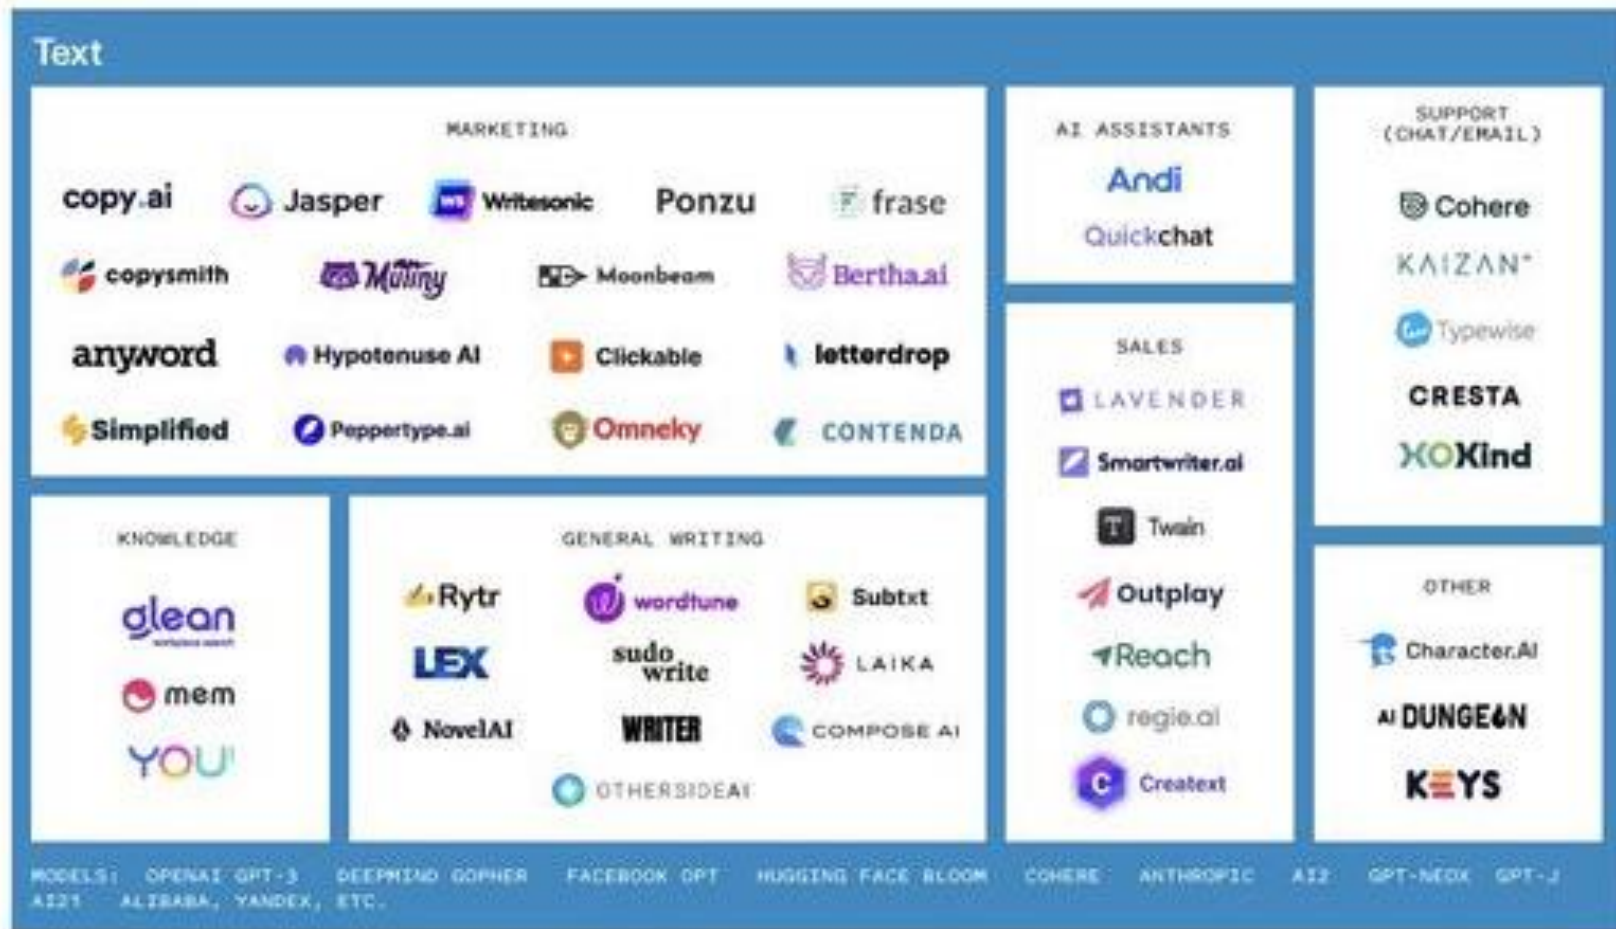 Text
MARKETING
copy.ai Jasper Writesonic Ponzu frase
copysmith Mutiny Moonbeam Bertha.ai
anyword Hypotenuse AI Clickable letterdrop
Simplified Peppertype.ai Omneky CONTENDA
KNOWLEDGE
glean
workplace search
mem
YOU
GENERAL WRITING
Rytr wordtune Subtxt
LEX sudo
write LAIKA
NovelAI WRITER COMPOSE AI
OTHERSIDEAI
AI ASSISTANTS
Andi
Quickchat
SALES
LAVENDER
Smartwriter.ai
Twain
Outplay
Reach
regie.ai
Creatext
SUPPORT
(CHAT/EMAIL)
Cohere
KAIZAN
Typewise
CRESTA
XOKind
OTHER
Character.AI
AI DUNGEON
KEYS
MODELS: OPENAI GPT-3 DEEPMIND GOPHER FACEBOOK OPT HUGGING FACE BLOOM COHERE ANTHROPIC AI2 GPT-NEOX GPT-J
AI21 ALIBABA, YANDEX, ETC.